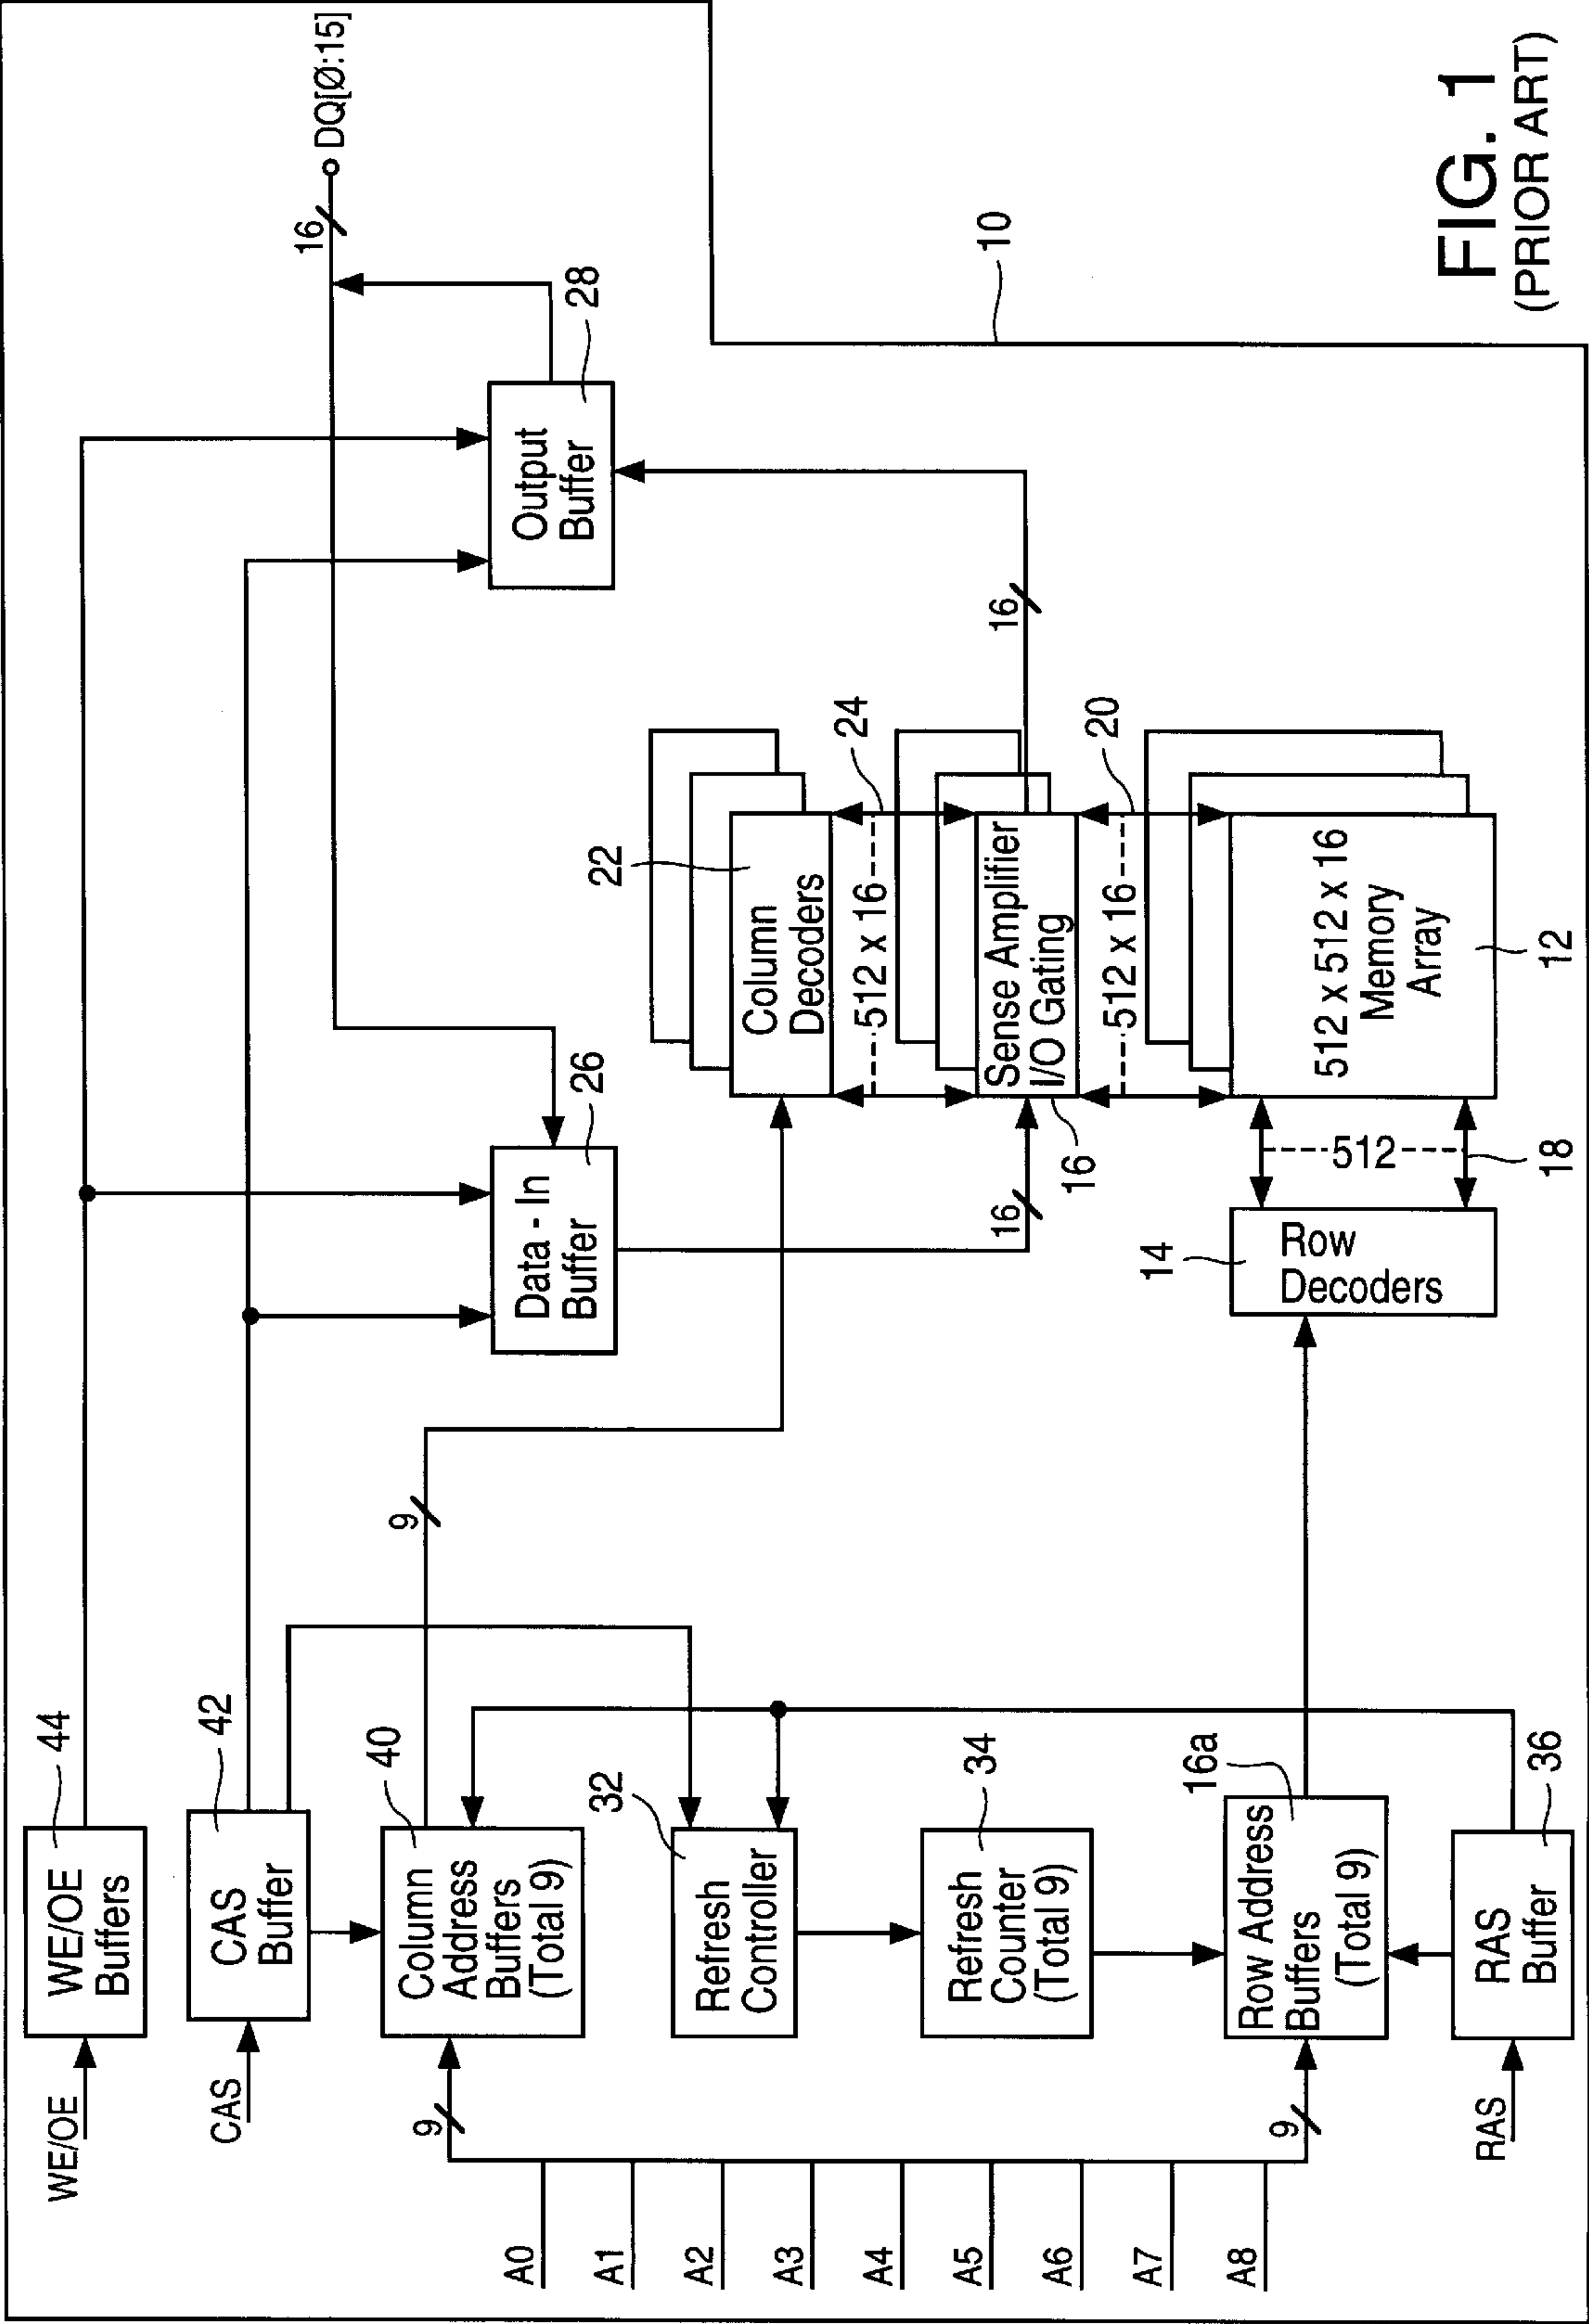 WE/OE
WE/OE
Buffers
44
CAS
CAS
Buffer
42
9
Column
Address
Buffers
(Total 9)
40
9
A0
A1
A2
A3
A4
A5
A6
A7
A8
Refresh
Controller
32
Refresh
Counter
(Total 9)
34
9
Row Address
Buffers
(Total 9)
16a
RAS
RAS
Buffer
36
Data - In
Buffer
26
16
Output
Buffer
28
16
DQ[Ø:15]
Column
Decoders
22
512 x 16
24
Sense Amplifier
I/O Gating
16
16
512 x 16
20
512 x 512 x 16
Memory
Array
12
Row
Decoders
14
512
18
10
FIG. 1
(PRIOR ART)